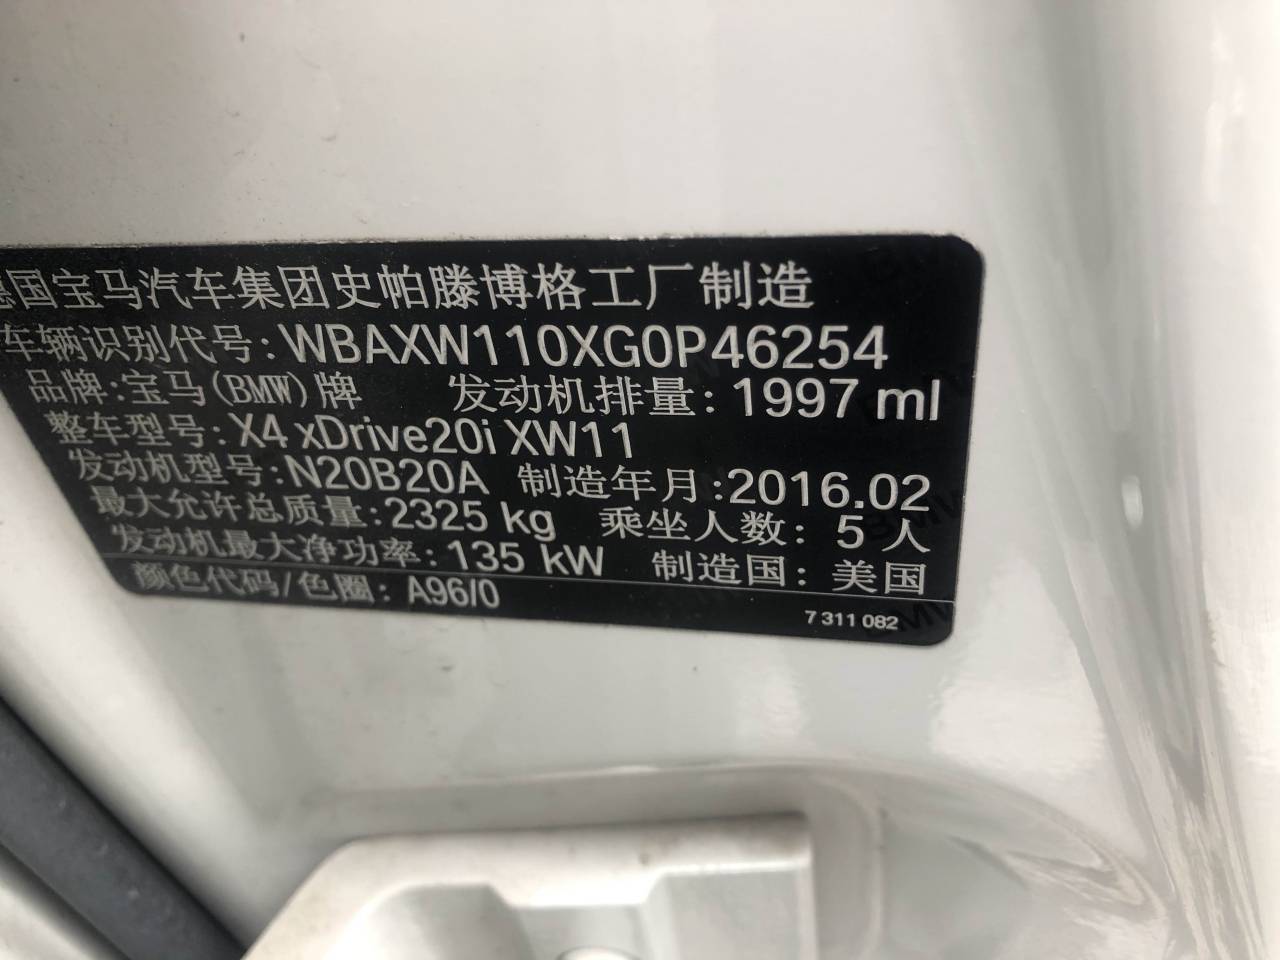 德国宝马汽车集团史帕滕博格工厂制造
车辆识别代号: WBAXW110XG0P46254
品牌: 宝马(BMW)牌 发动机排量: 1997 ml
整车型号: X4 xDrive20i XW11
发动机型号: N20B20A 制造年月: 2016.02
最大允许总质量: 2325 kg 乘坐人数: 5 人
发动机最大净功率: 135 kW 制造国: 美国
颜色代码/色圈: A96/0
7 311 082